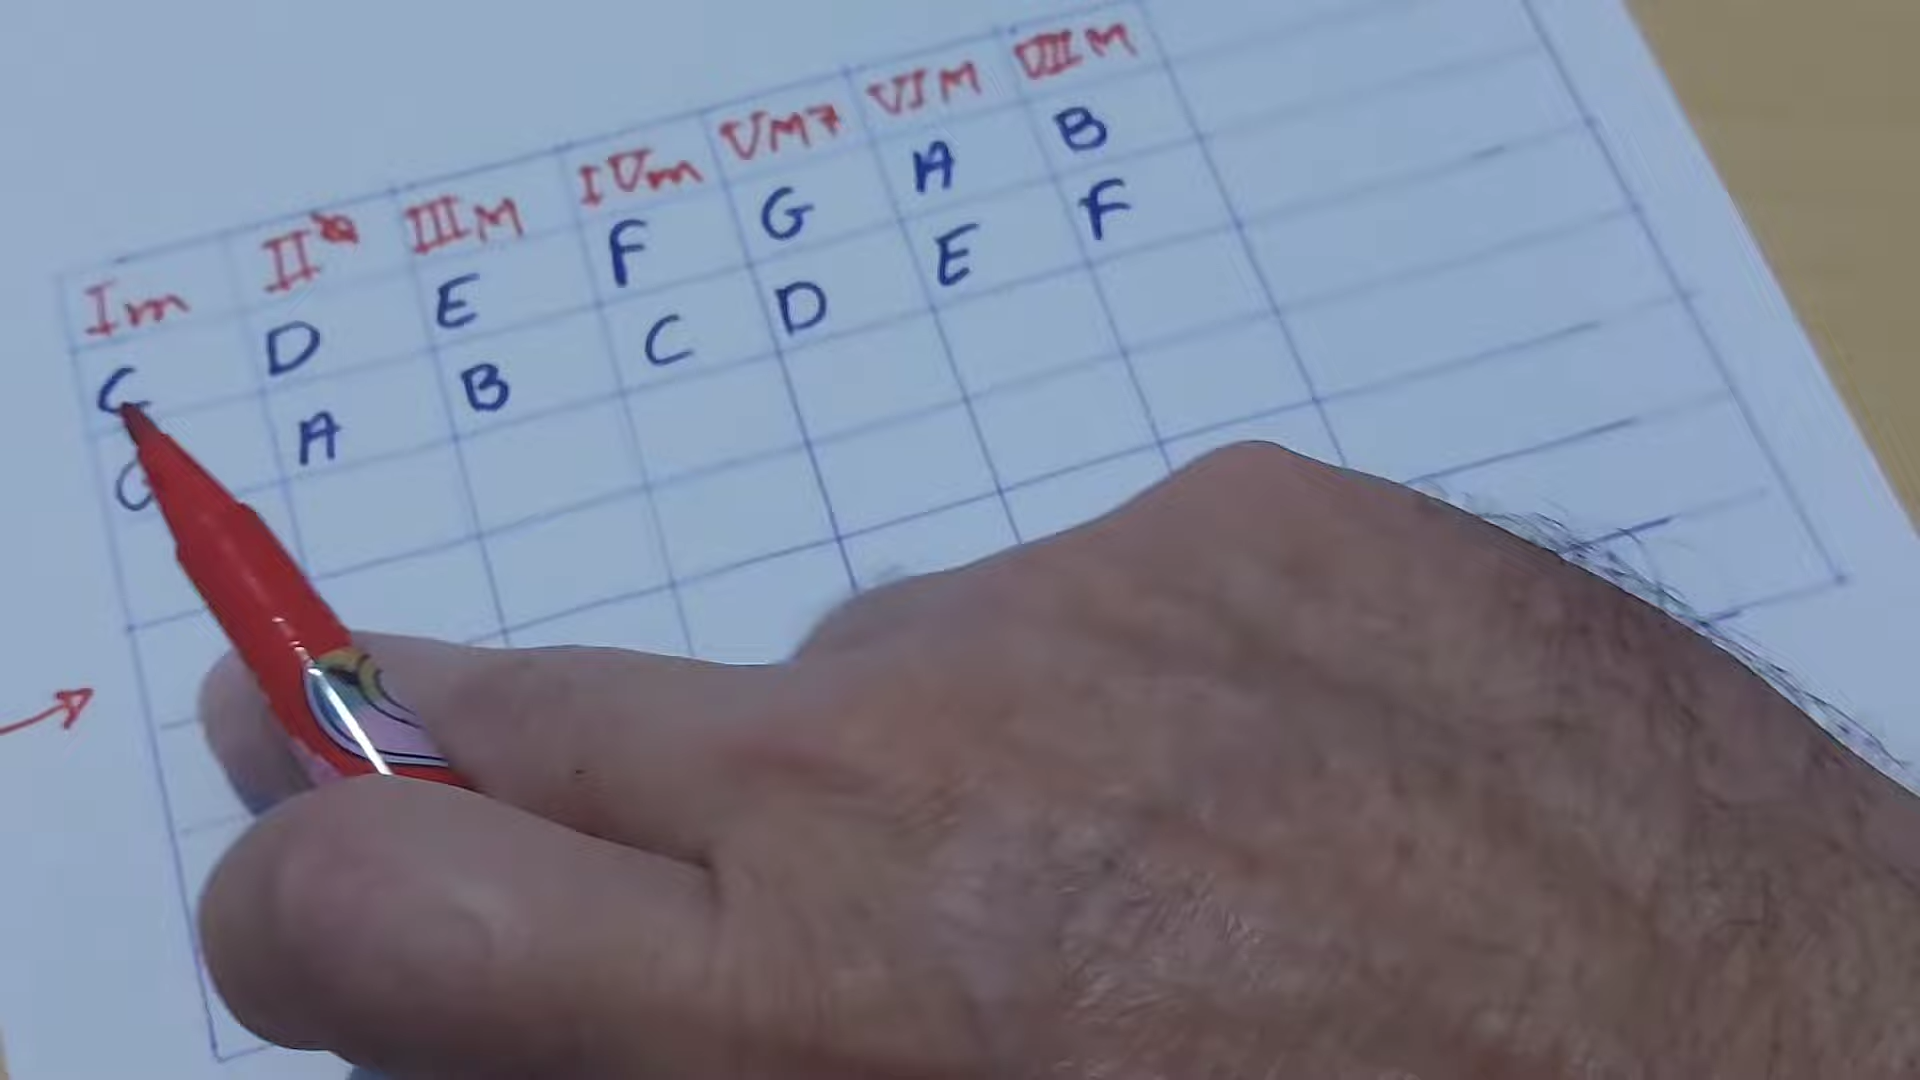 Im II IIIM IVm VM7 VIM VIIM
C D E F G A B
A B C D E F